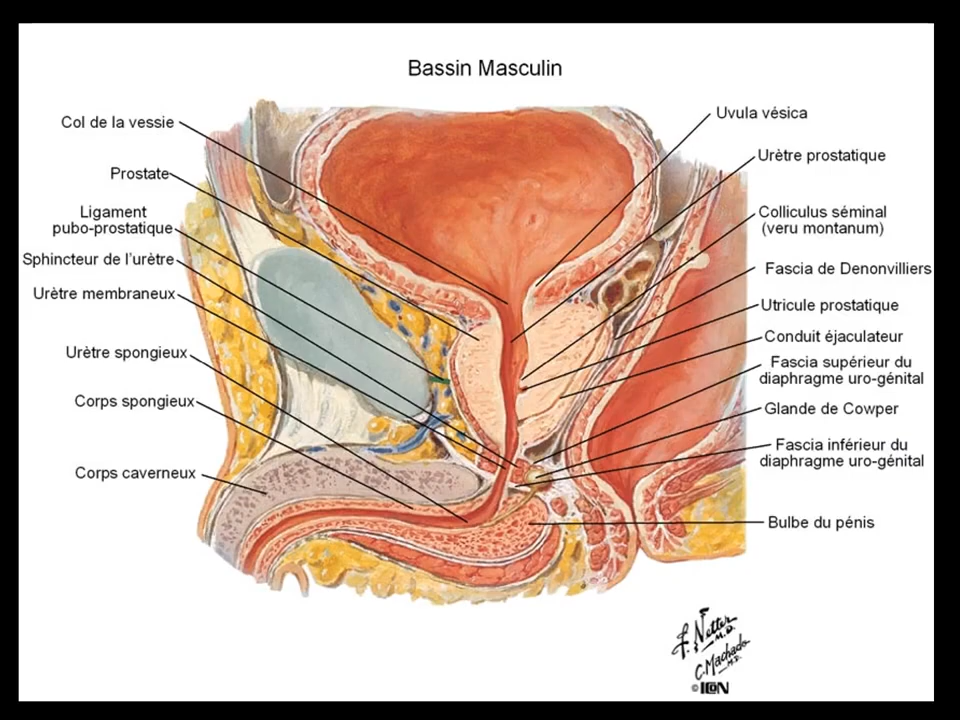 Bassin Masculin
Col de la vessie
Prostate
Ligament
pubo-prostatique
Sphincteur de l'urètre
Urètre membraneux
Urètre spongieux
Corps spongieux
Corps caverneux
Uvula vésica
Urètre prostatique
Colliculus séminal
(veru montanum)
Fascia de Denonvilliers
Utricule prostatique
Conduit éjaculateur
Fascia supérieur du
diaphragme uro-génital
Glande de Cowper
Fascia inférieur du
diaphragme uro-génital
Bulbe du pénis
F. Netter
M.D.
C. Machado
M.D.
© ICON